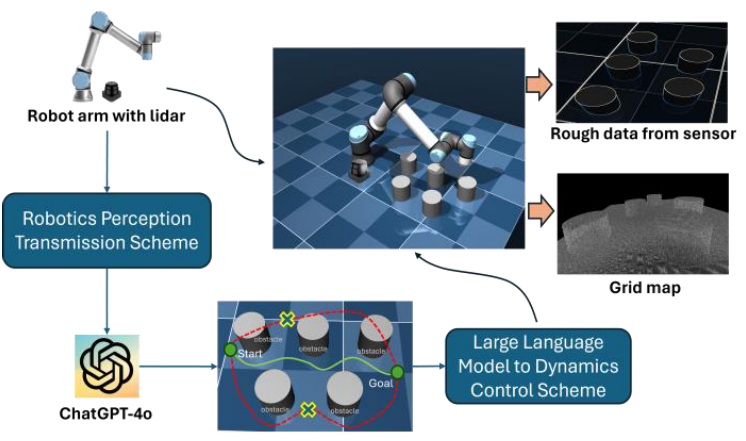 Robot arm with lidar
Rough data from sensor
Robotics Perception
Transmission Scheme
Grid map
obstacle
obstacle
obstacle
Start
Goal
obstacle
obstacle
Large Language
Model to Dynamics
Control Scheme
ChatGPT-4o